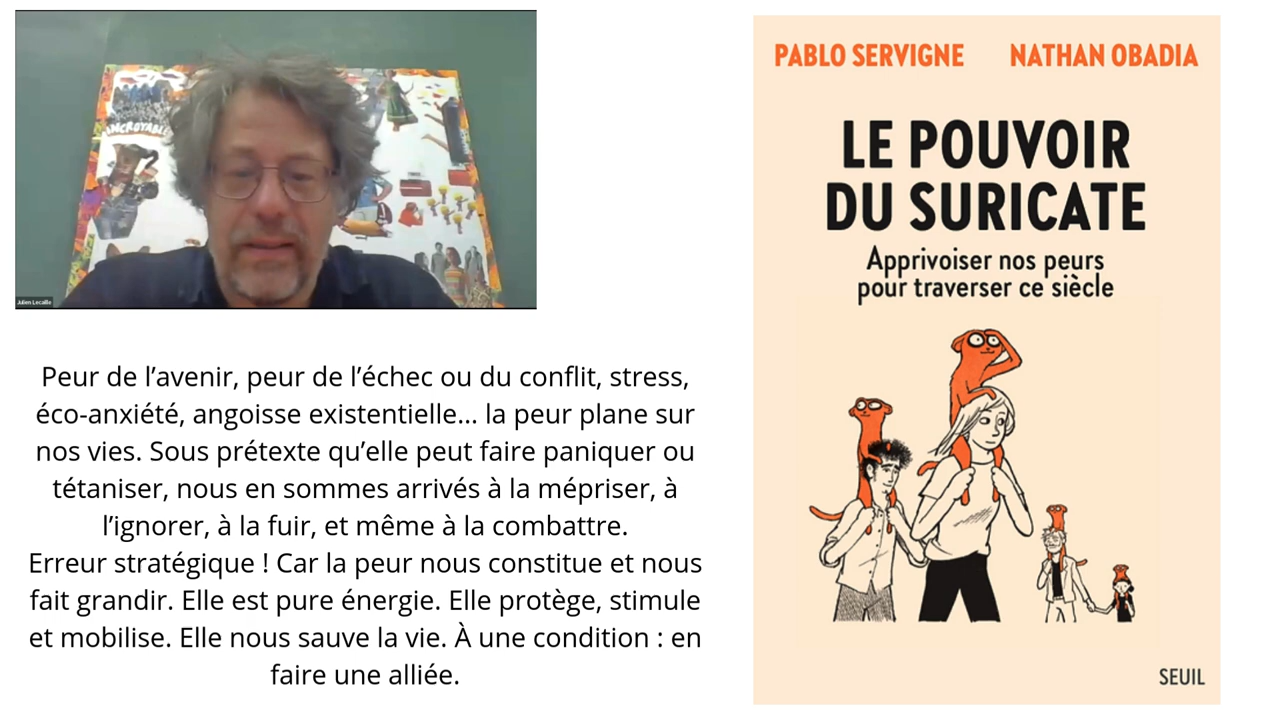 INCROYABLE
Julien Lecaille
Peur de l’avenir, peur de l’échec ou du conflit, stress,
éco-anxiété, angoisse existentielle... la peur plane sur
nos vies. Sous prétexte qu’elle peut faire paniquer ou
tétaniser, nous en sommes arrivés à la mépriser, à
l’ignorer, à la fuir, et même à la combattre.
Erreur stratégique ! Car la peur nous constitue et nous
fait grandir. Elle est pure énergie. Elle protège, stimule
et mobilise. Elle nous sauve la vie. À une condition : en
faire une alliée.
PABLO SERVIGNE NATHAN OBADIA
LE POUVOIR
DU SURICATE
Apprivoiser nos peurs
pour traverser ce siècle
SEUIL